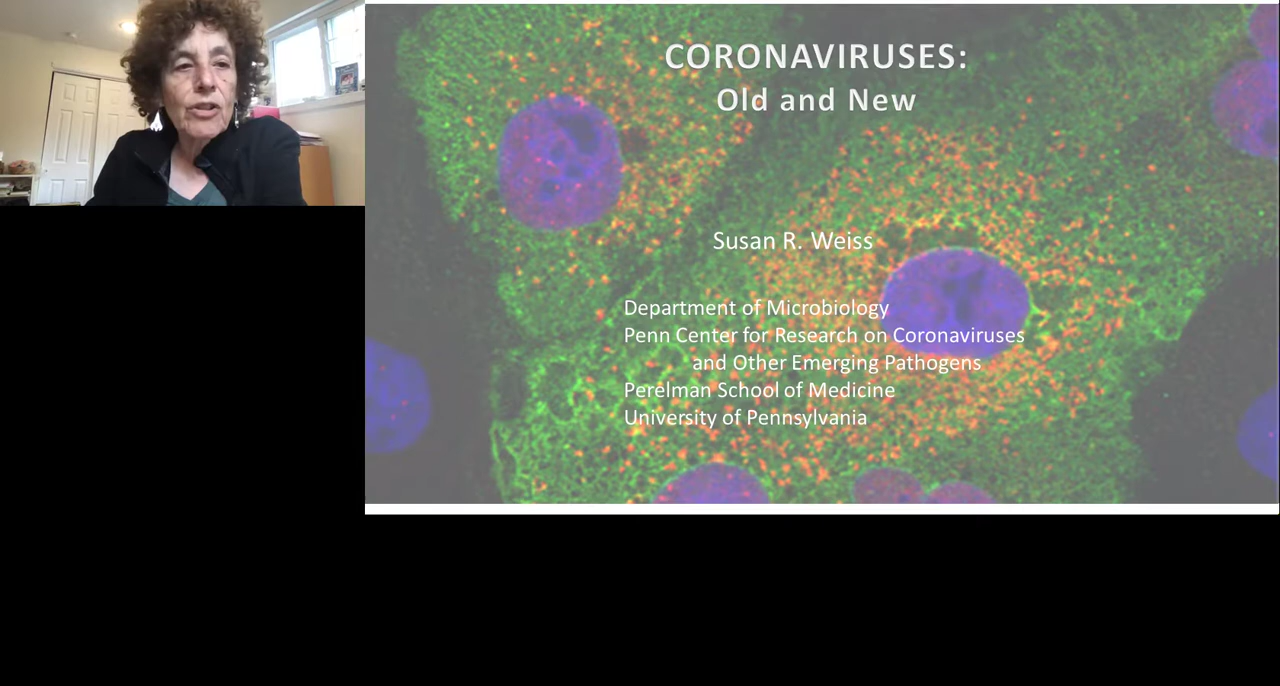 CORONAVIRUSES:
Old and New
Susan R. Weiss
Department of Microbiology
Penn Center for Research on Coronaviruses
and Other Emerging Pathogens
Perelman School of Medicine
University of Pennsylvania